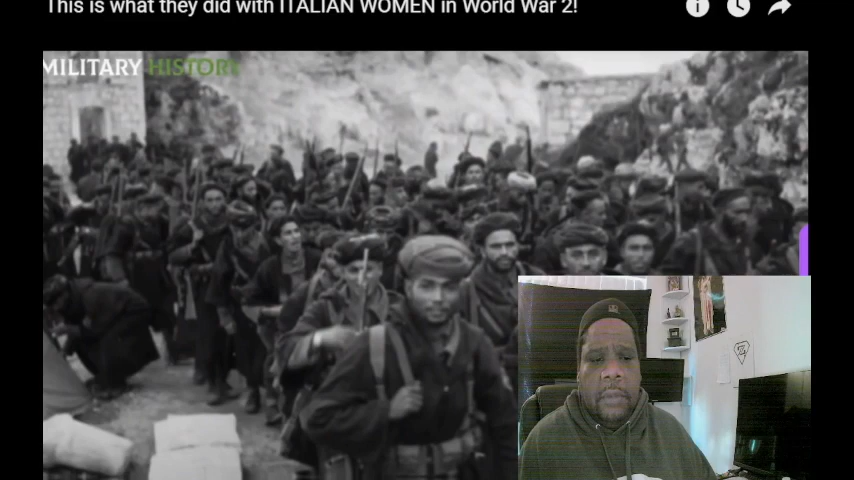 This is what they did with ITALIAN WOMEN in World War 2!
MILITARY HISTORY